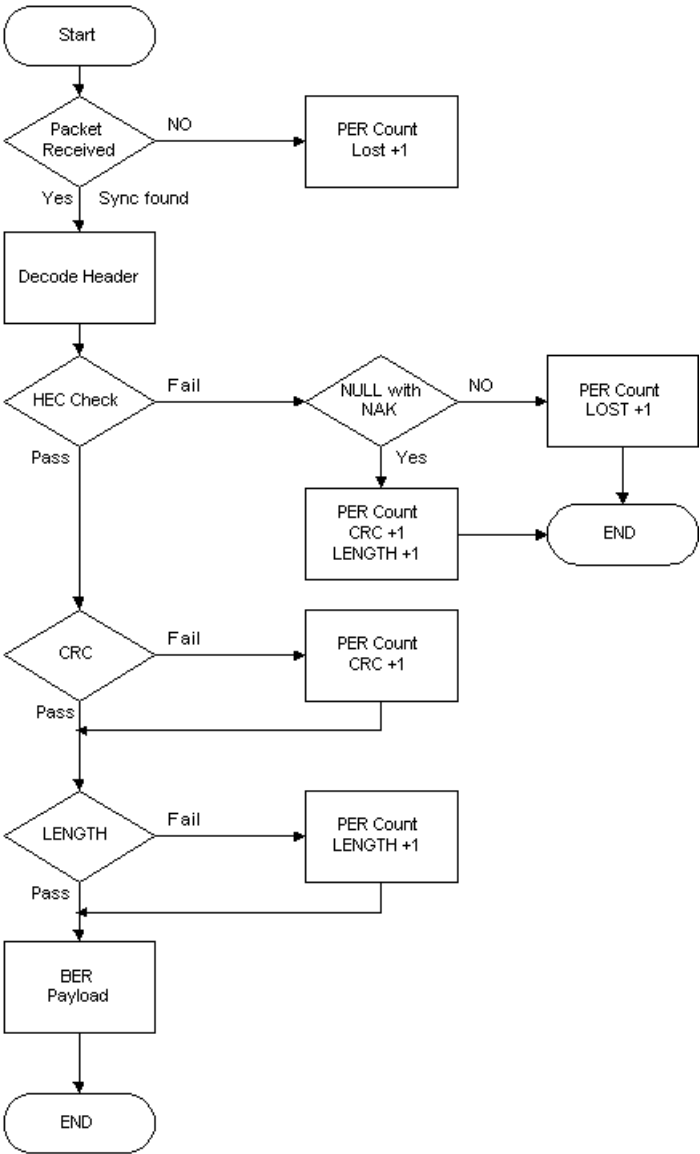 Start
Packet
Received
NO
PER Count
Lost +1
Yes
Sync found
Decode Header
HEC Check
Fail
NULL with
NAK
NO
PER Count
LOST +1
Pass
Yes
PER Count
CRC +1
LENGTH +1
END
CRC
Fail
PER Count
CRC +1
Pass
LENGTH
Fail
PER Count
LENGTH +1
Pass
BER
Payload
END